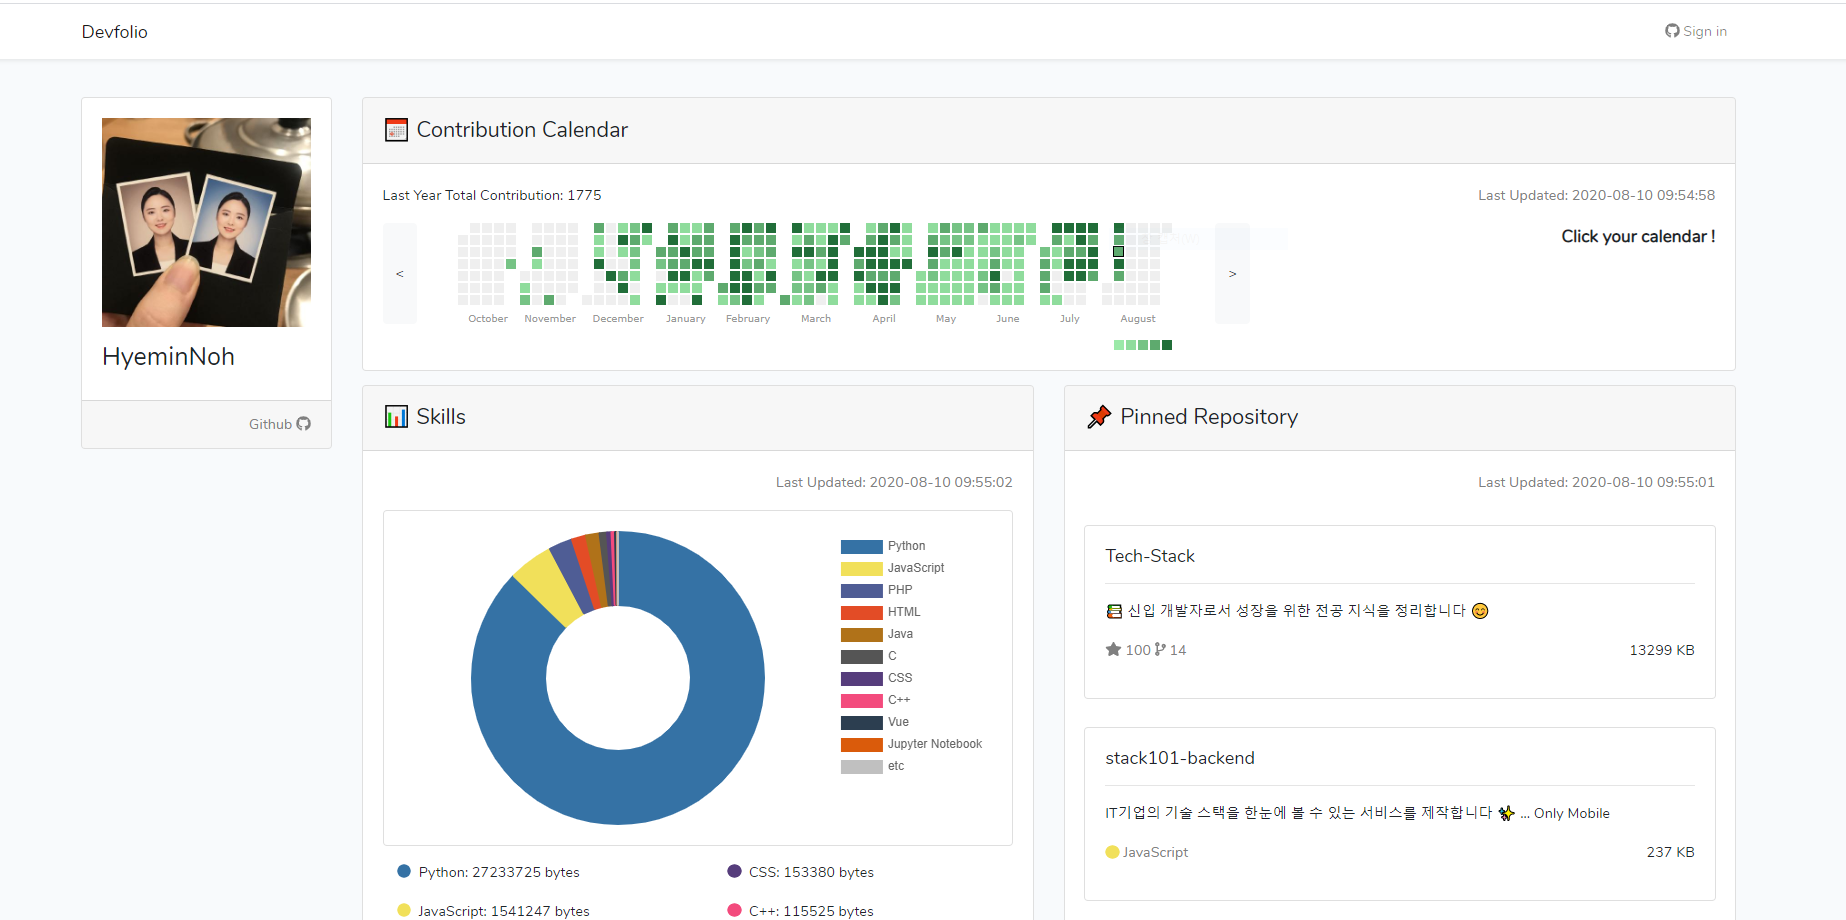 Devfolio
Sign in
HyeminNoh
Github
Contribution Calendar
Last Year Total Contribution: 1775
Last Updated: 2020-08-10 09:54:58
Click your calendar !
<
>
October November December January February March April May June July August
Skills
Last Updated: 2020-08-10 09:55:02
Python
JavaScript
PHP
HTML
Java
C
CSS
C++
Vue
Jupyter Notebook
etc
Python: 27233725 bytes
CSS: 153380 bytes
JavaScript: 1541247 bytes
C++: 115525 bytes
Pinned Repository
Last Updated: 2020-08-10 09:55:01
Tech-Stack
📚 신입 개발자로서 성장을 위한 전공 지식을 정리합니다 😊
100 14
13299 KB
stack101-backend
IT기업의 기술 스택을 한눈에 볼 수 있는 서비스를 제작합니다 ✨ ... Only Mobile
JavaScript
237 KB